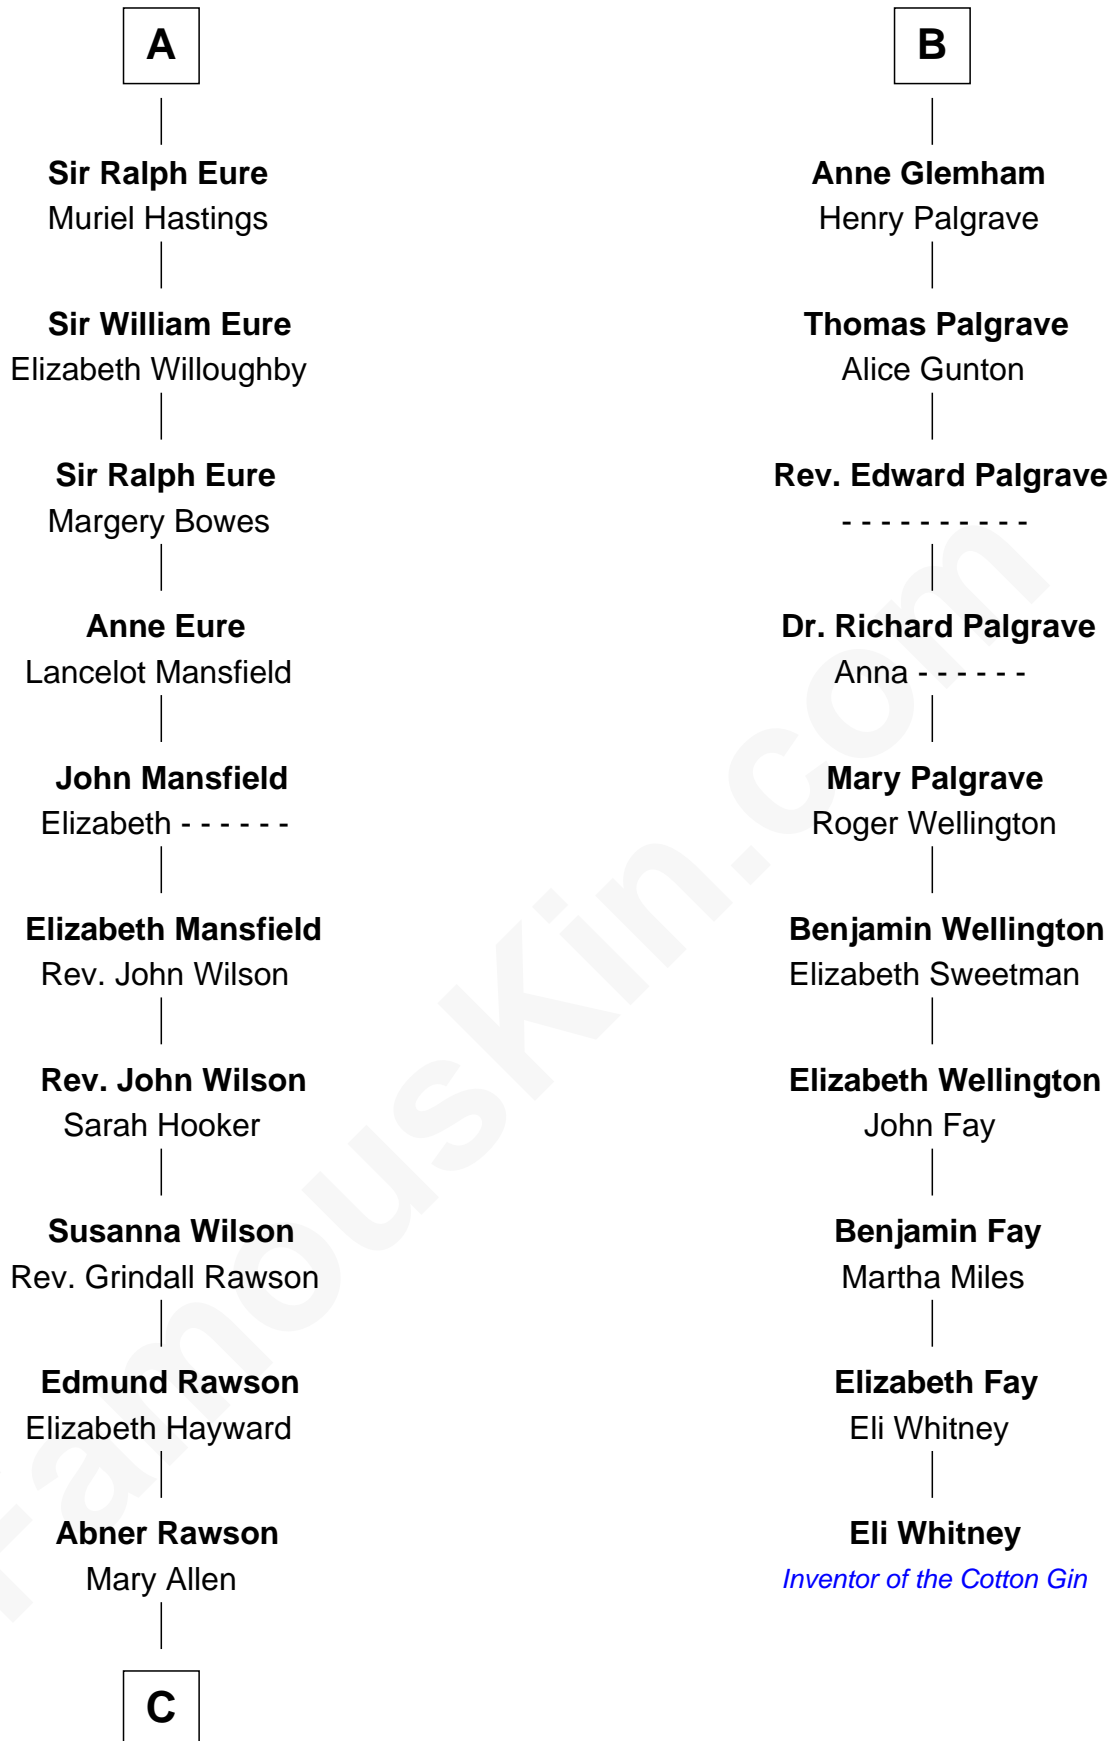 A
Sir Ralph Eure
Muriel Hastings
Sir William Eure
Elizabeth Willoughby
Sir Ralph Eure
Margery Bowes
Anne Eure
Lancelot Mansfield
John Mansfield
Elizabeth - - - - - -
Elizabeth Mansfield
Rev. John Wilson
Rev. John Wilson
Sarah Hooker
Susanna Wilson
Rev. Grindall Rawson
Edmund Rawson
Elizabeth Hayward
Abner Rawson
Mary Allen
C
B
Anne Glemham
Henry Palgrave
Thomas Palgrave
Alice Gunton
Rev. Edward Palgrave
- - - - - - - - - -
Dr. Richard Palgrave
Anna - - - - - -
Mary Palgrave
Roger Wellington
Benjamin Wellington
Elizabeth Sweetman
Elizabeth Wellington
John Fay
Benjamin Fay
Martha Miles
Elizabeth Fay
Eli Whitney
Eli Whitney
Inventor of the Cotton Gin
FamousKin.com